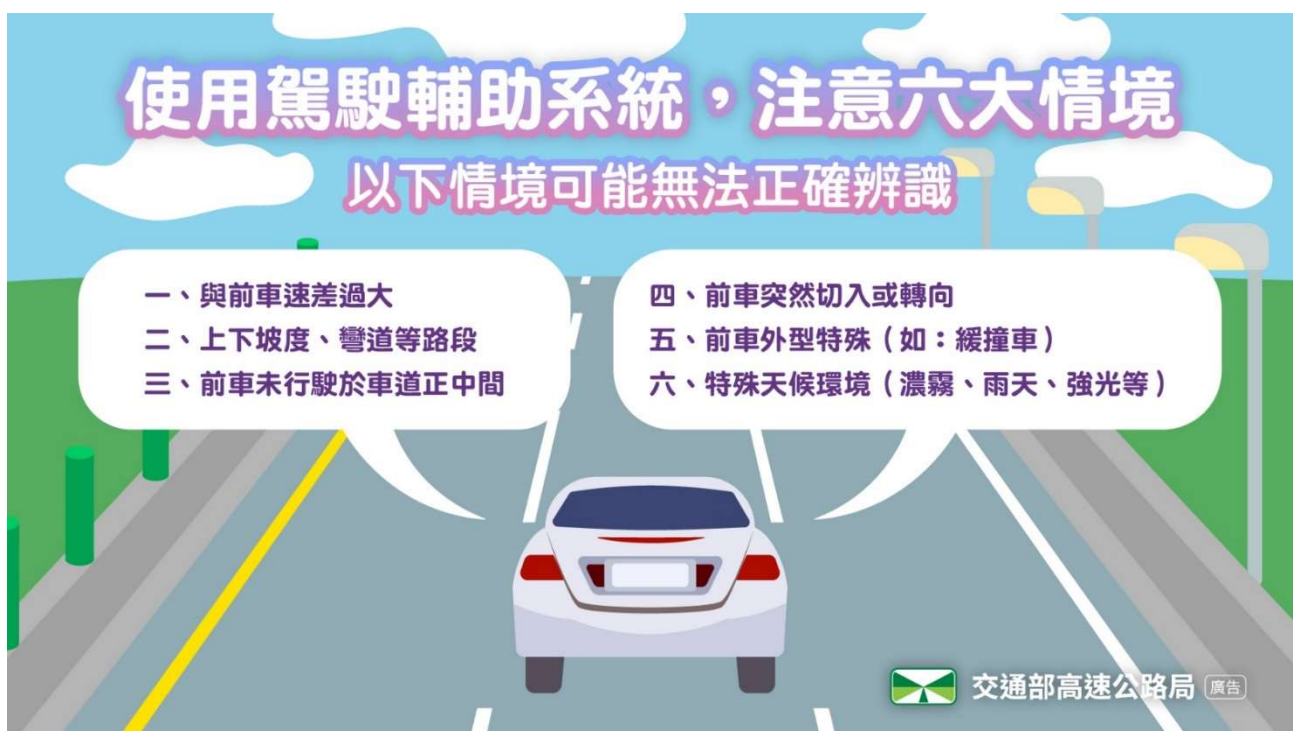 使用駕駛輔助系統，注意六大情境
以下情境可能無法正確辨識
一、與前車速差過大
二、上下坡度、彎道等路段
三、前車未行駛於車道正中間
四、前車突然切入或轉向
五、前車外型特殊（如：緩撞車）
六、特殊天候環境（濃霧、雨天、強光等）
交通部高速公路局 廣告